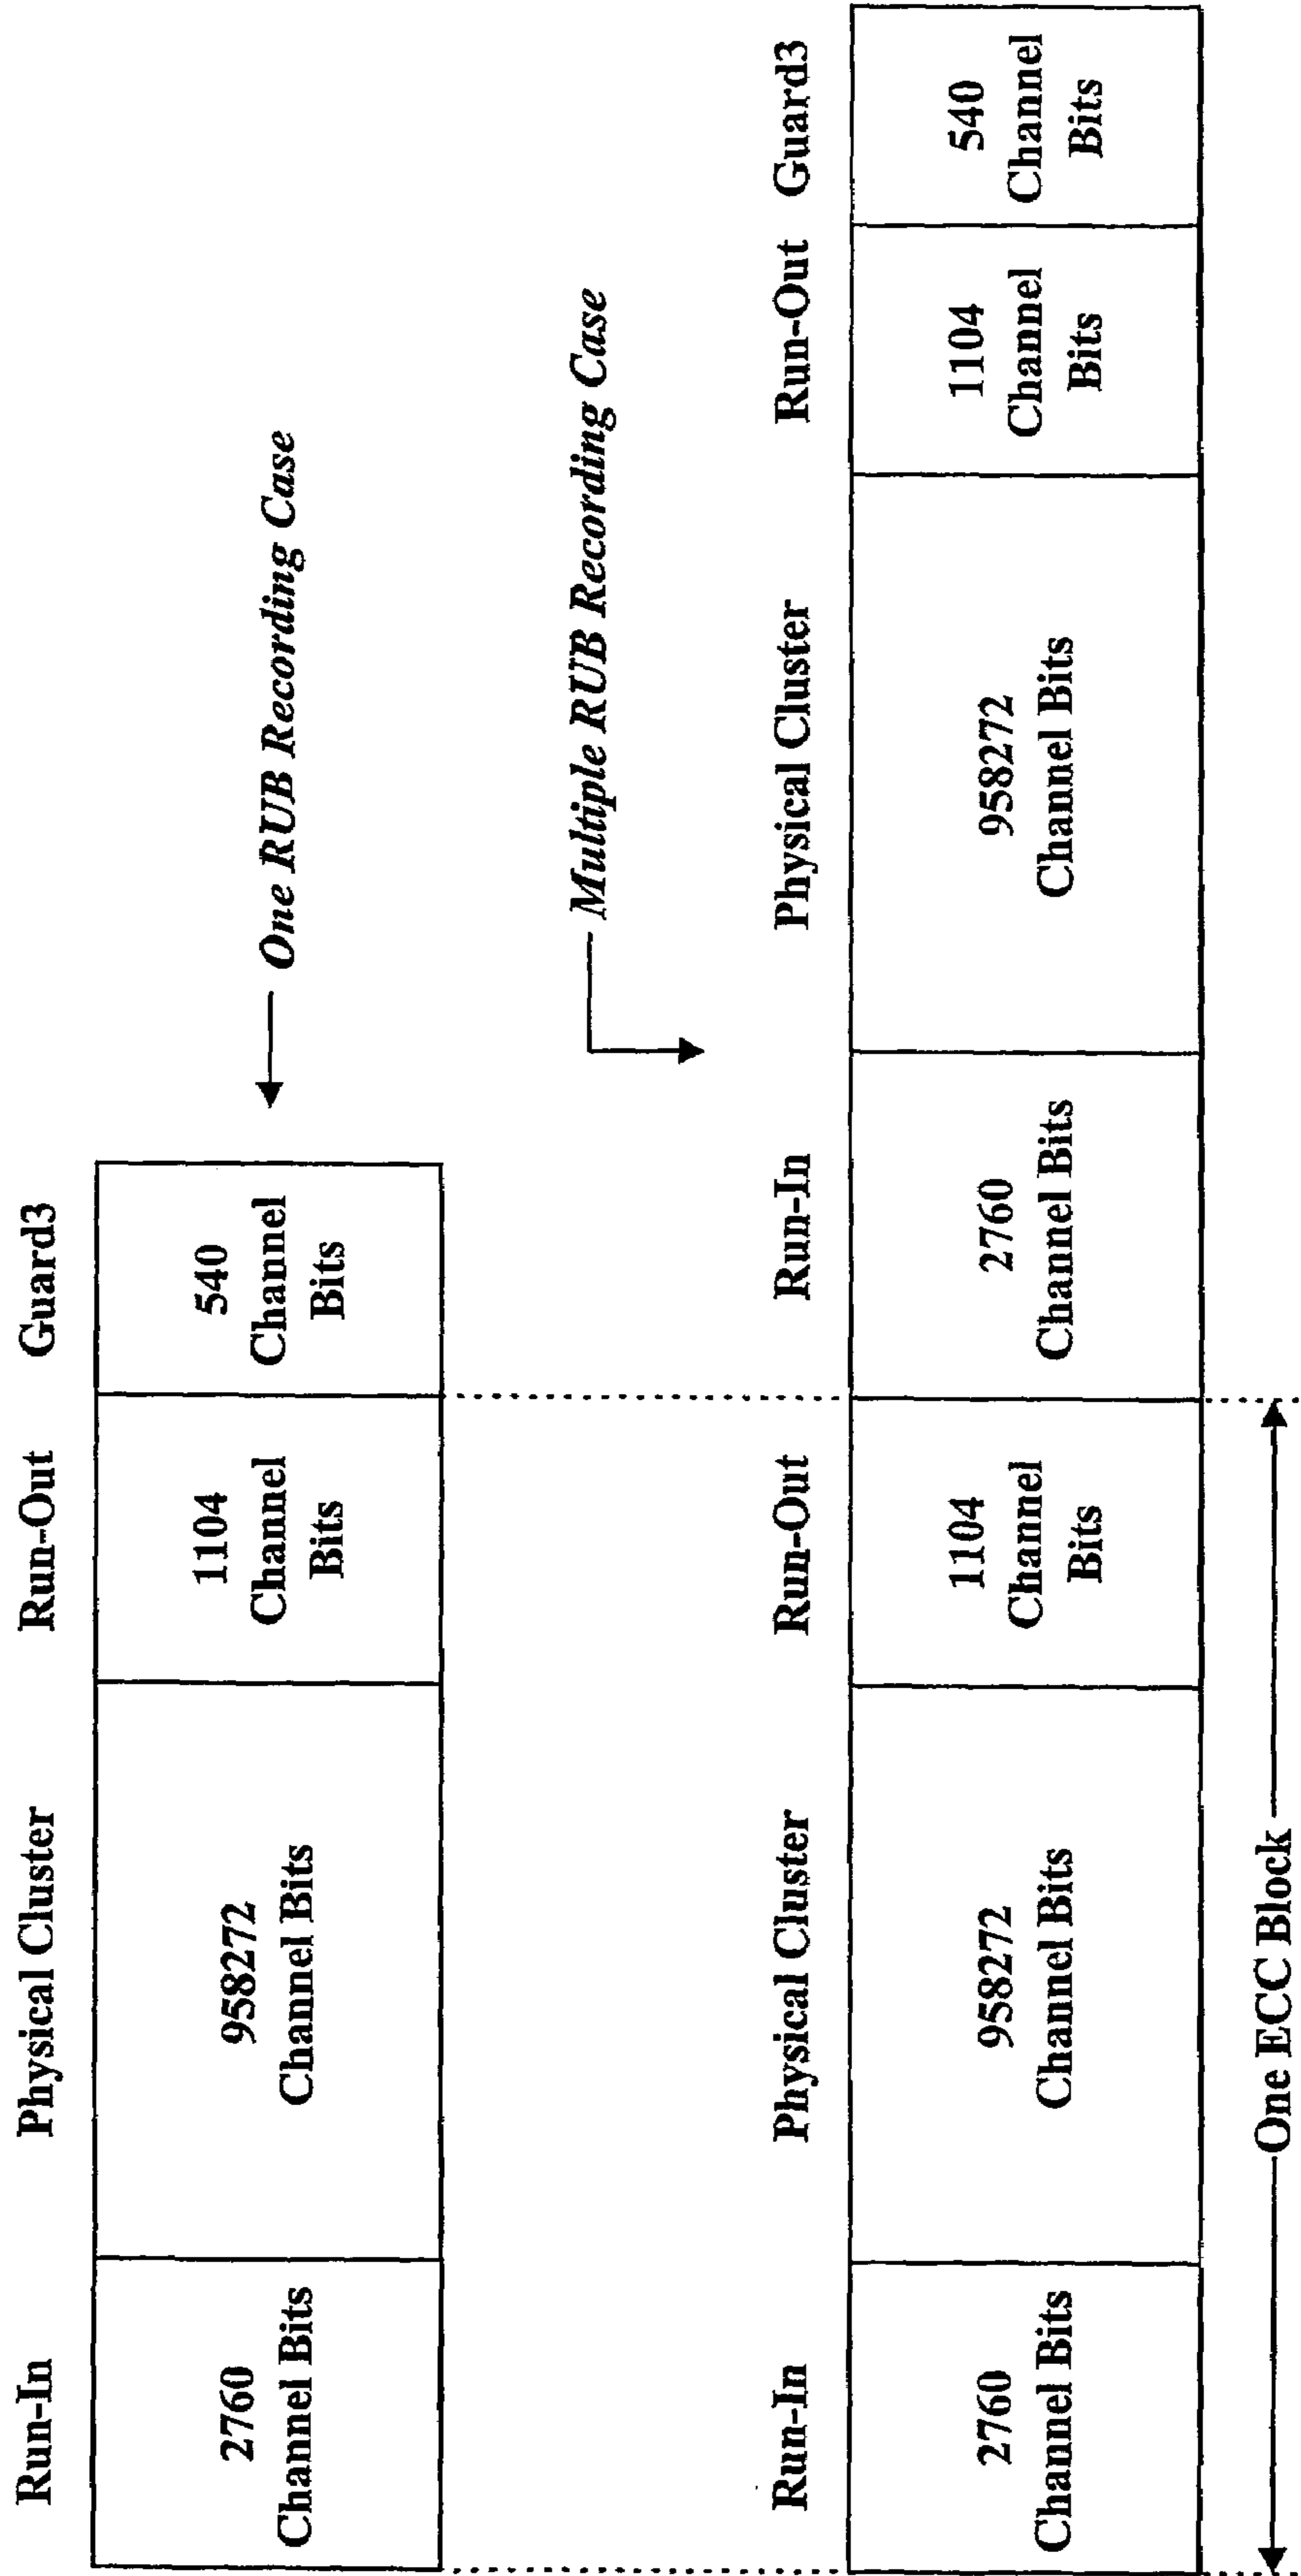 Run-In
Physical Cluster
Run-Out
Guard3
2760
Channel Bits
958272
Channel Bits
1104
Channel
Bits
540
Channel
Bits
One RUB Recording Case
Multiple RUB Recording Case
Run-In
Physical Cluster
Run-Out
Run-In
Physical Cluster
Run-Out
Guard3
2760
Channel Bits
958272
Channel Bits
1104
Channel
Bits
2760
Channel Bits
958272
Channel Bits
1104
Channel
Bits
540
Channel
Bits
One ECC Block